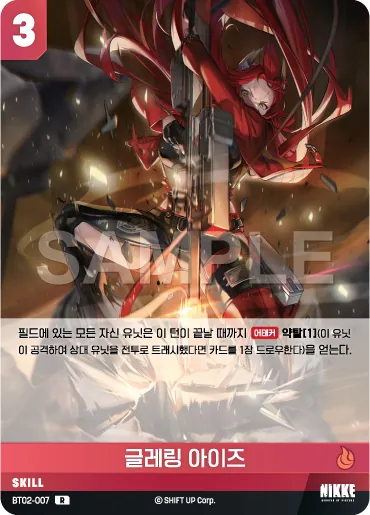 3
SAMPLE
필드에 있는 모든 자신 유닛은 이 턴이 끝날 때까지 어태커 약탈[1](이 유닛
이 공격하여 상대 유닛을 전투로 트래시했다면 카드를 1장 드로우한다)을 얻는다.
글레링 아이즈
SKILL
BT02-007 R
© SHIFT UP Corp.
NIKKE